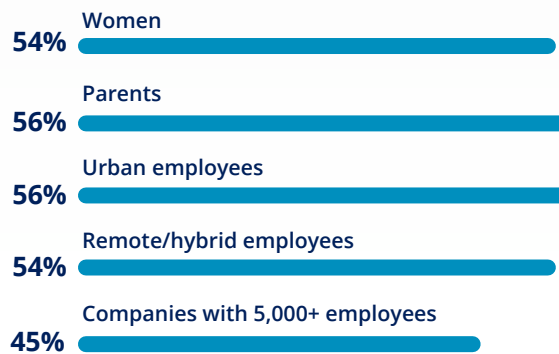 Women
54%
Parents
56%
Urban employees
56%
Remote/hybrid employees
54%
Companies with 5,000+ employees
45%